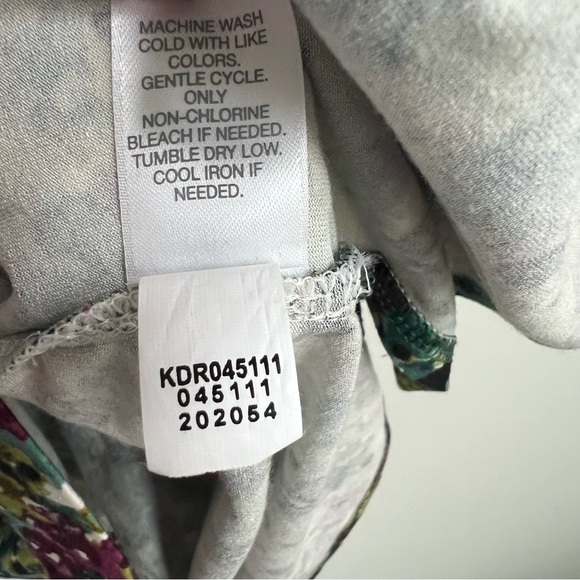 MACHINE WASH
COLD WITH LIKE
COLORS.
GENTLE CYCLE.
ONLY
NON-CHLORINE
BLEACH IF NEEDED.
TUMBLE DRY LOW.
COOL IRON IF
NEEDED.
KDR045111
045111
202054